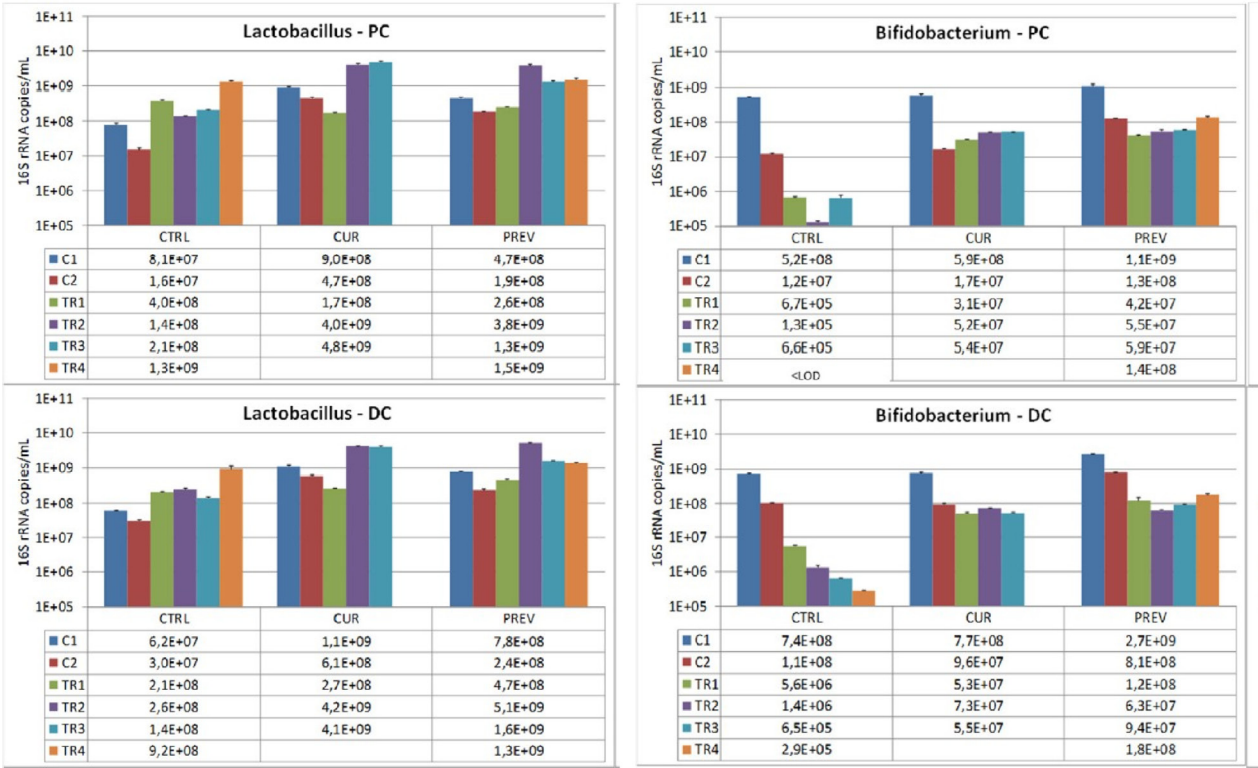 Lactobacillus - PC
16S rRNA copies/mL
1E+11
1E+10
1E+09
1E+08
1E+07
1E+06
1E+05
CTRL CUR PREV
C1 8,1E+07 9,0E+08 4,7E+08
C2 1,6E+07 4,7E+08 1,9E+08
TR1 4,0E+08 1,7E+08 2,6E+08
TR2 1,4E+08 4,0E+09 3,8E+09
TR3 2,1E+08 4,8E+09 1,3E+09
TR4 1,3E+09 1,5E+09
Bifidobacterium - PC
16S rRNA copies/mL
1E+11
1E+10
1E+09
1E+08
1E+07
1E+06
1E+05
CTRL CUR PREV
C1 5,2E+08 5,9E+08 1,1E+09
C2 1,2E+07 1,7E+07 1,3E+08
TR1 6,7E+05 3,1E+07 4,2E+07
TR2 1,3E+05 5,2E+07 5,5E+07
TR3 6,6E+05 5,4E+07 5,9E+07
TR4 <LOD 1,4E+08
Lactobacillus - DC
16S rRNA copies/mL
1E+11
1E+10
1E+09
1E+08
1E+07
1E+06
1E+05
CTRL CUR PREV
C1 6,2E+07 1,1E+09 7,8E+08
C2 3,0E+07 6,1E+08 2,4E+08
TR1 2,1E+08 2,7E+08 4,7E+08
TR2 2,6E+08 4,2E+09 5,1E+09
TR3 1,4E+08 4,1E+09 1,6E+09
TR4 9,2E+08 1,3E+09
Bifidobacterium - DC
16S rRNA copies/mL
1E+11
1E+10
1E+09
1E+08
1E+07
1E+06
1E+05
CTRL CUR PREV
C1 7,4E+08 7,7E+08 2,7E+09
C2 1,1E+08 9,6E+07 8,1E+08
TR1 5,6E+06 5,3E+07 1,2E+08
TR2 1,4E+06 7,3E+07 6,3E+07
TR3 6,5E+05 5,5E+07 9,4E+07
TR4 2,9E+05 1,8E+08